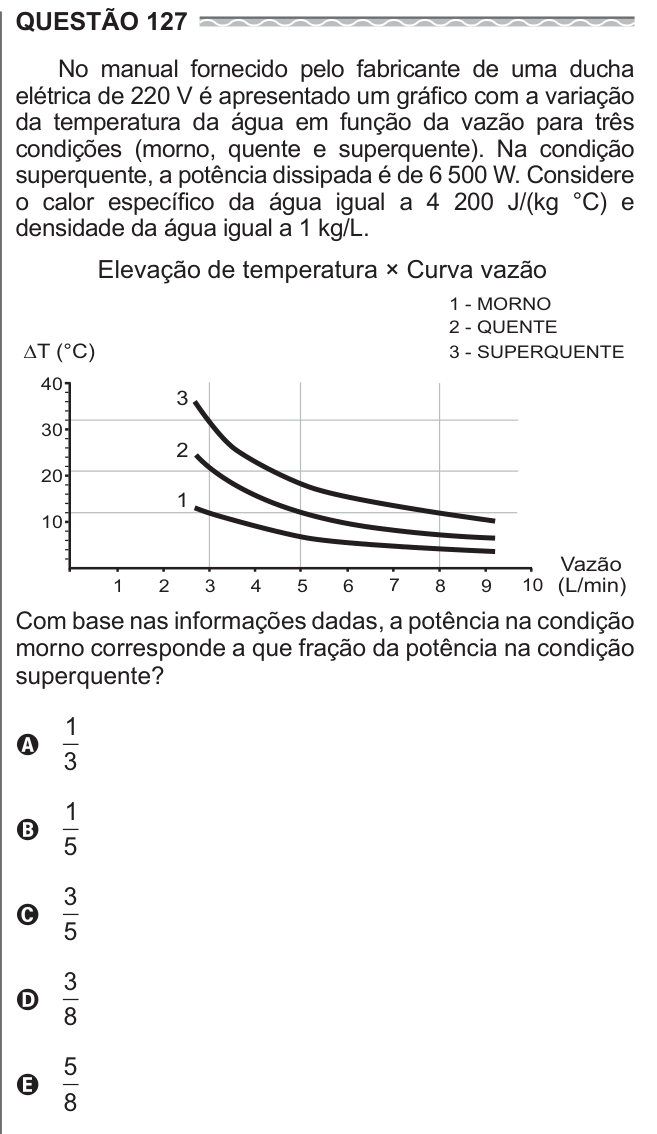 QUESTÃO 127
No manual fornecido pelo fabricante de uma ducha
elétrica de 220 V é apresentado um gráfico com a variação
da temperatura da água em função da vazão para três
condições (morno, quente e superquente). Na condição
superquente, a potência dissipada é de 6 500 W. Considere
o calor específico da água igual a 4 200 J/(kg °C) e
densidade da água igual a 1 kg/L.
Elevação de temperatura × Curva vazão
1 - MORNO
2 - QUENTE
3 - SUPERQUENTE
ΔT (°C)
40
30
20
10
3
2
1
1 2 3 4 5 6 7 8 9 10
Vazão
(L/min)
Com base nas informações dadas, a potência na condição
morno corresponde a que fração da potência na condição
superquente?
A 1/3
B 1/5
C 3/5
D 3/8
E 5/8